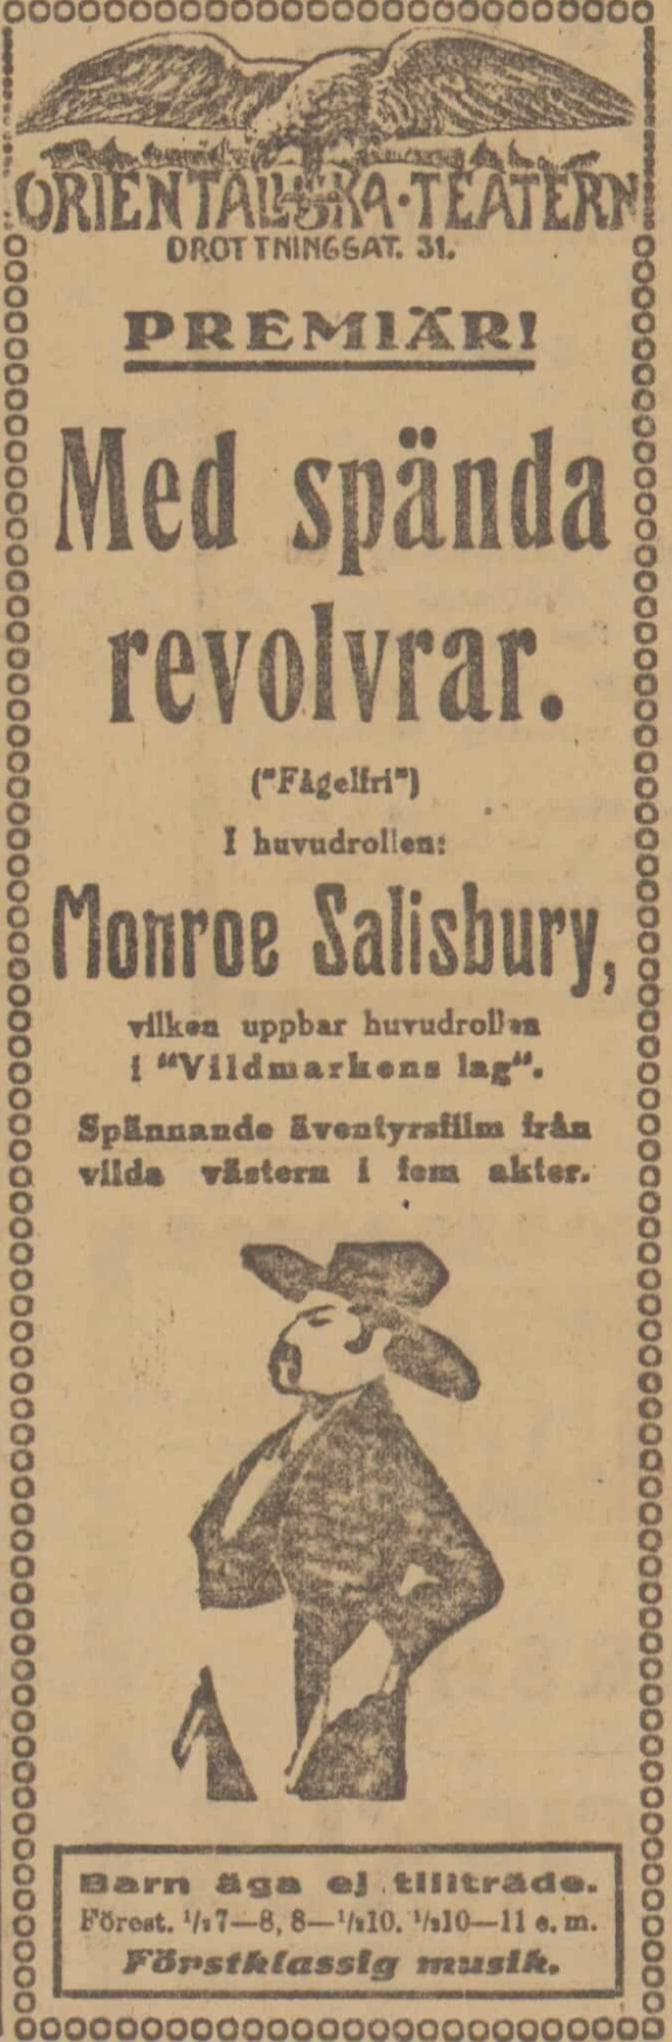 ORIENTALISKA·TEATERN
DROTTNINGGAT. 31.
PREMIÄR!
Med spända
revolvrar.
("Fågelfri")
I huvudrollen:
Monroe Salisbury,
vilken uppbar huvudrollen
i “Vildmarkens lag“.
Spännande äventyrsfilm från
vilda västern i fem akter.
Barn äga ej tillträde.
Förest. ½7—8, 8—½10, ½10—11 e. m.
Förstklassig musik.